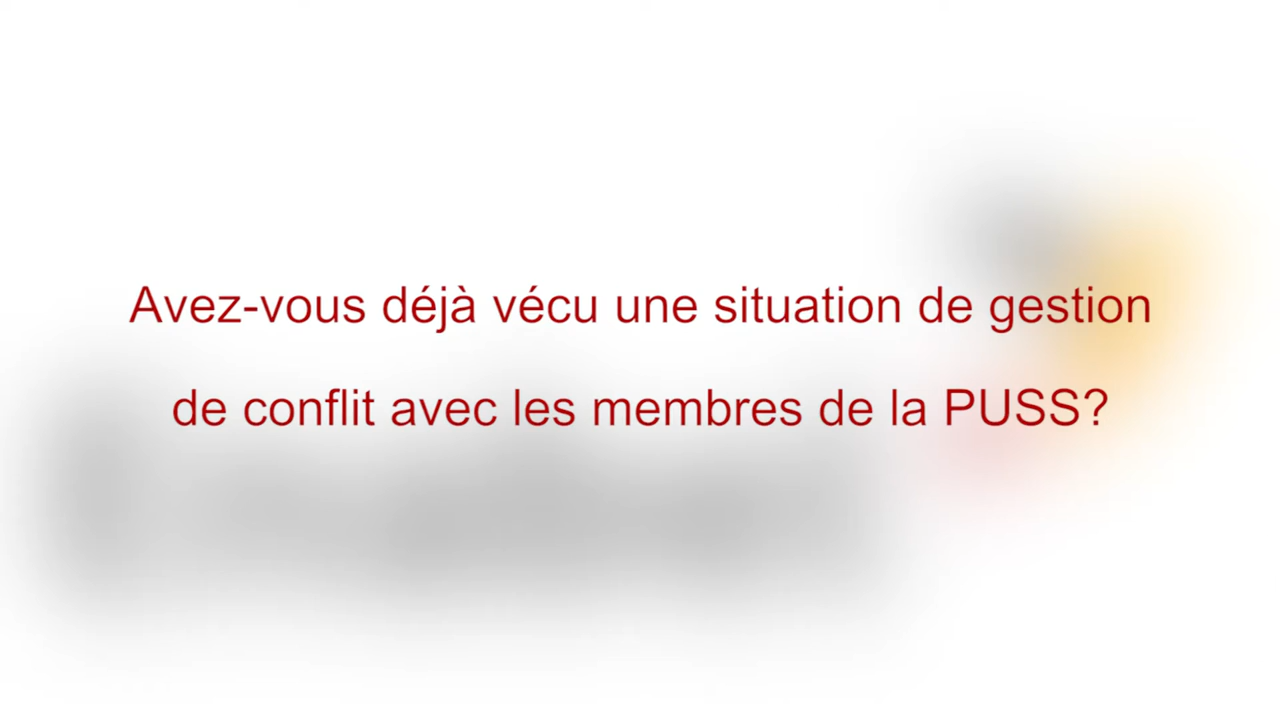 Avez-vous déjà vécu une situation de gestion
de conflit avec les membres de la PUSS?